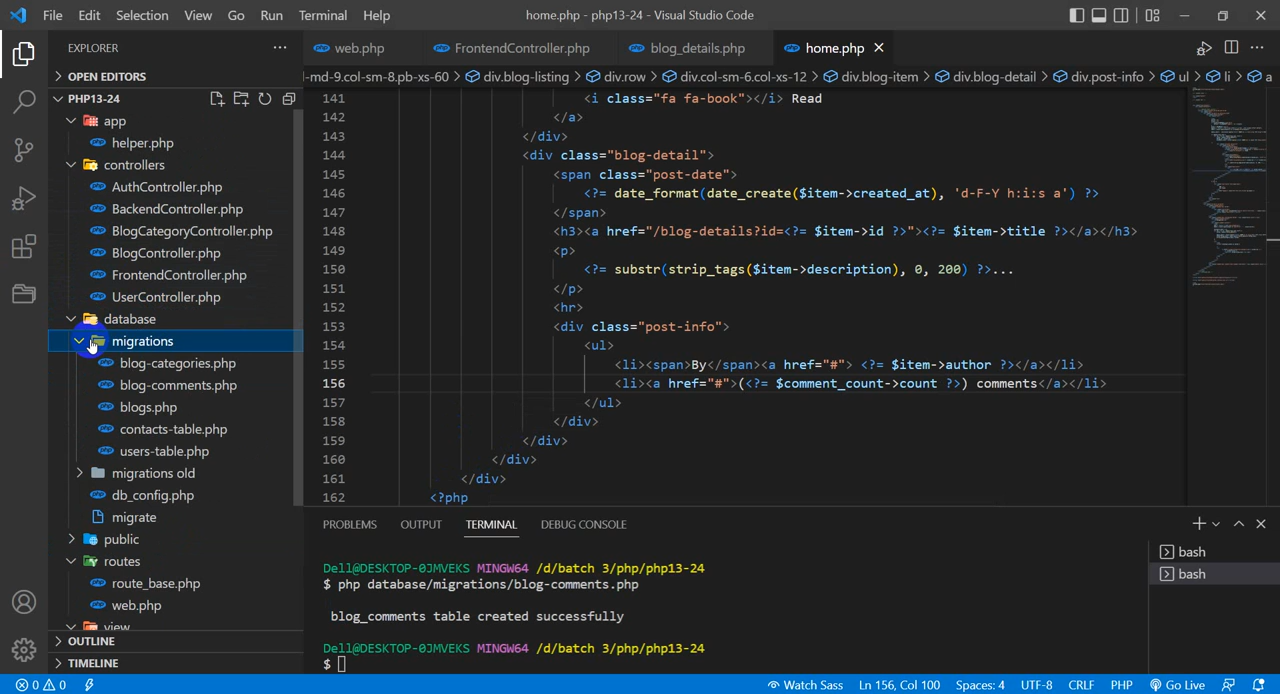 File Edit Selection View Go Run Terminal Help home.php - php13-24 - Visual Studio Code
EXPLORER
OPEN EDITORS
PHP13-24
app
helper.php
controllers
AuthController.php
BackendController.php
BlogCategoryController.php
BlogController.php
FrontendController.php
UserController.php
database
migrations
blog-categories.php
blog-comments.php
blogs.php
contacts-table.php
users-table.php
migrations old
db_config.php
migrate
public
routes
route_base.php
web.php
view
OUTLINE
TIMELINE
web.php FrontendController.php blog_details.php home.php
l-md-9.col-sm-8.pb-xs-60 > div.blog-listing > div.row > div.col-sm-6.col-xs-12 > div.blog-item > div.blog-detail > div.post-info > ul > li > a
141 <i class="fa fa-book"></i> Read
142 </a>
143 </div>
144 <div class="blog-detail">
145 <span class="post-date">
146 <?= date_format(date_create($item->created_at), 'd-F-Y h:i:s a') ?>
147 </span>
148 <h3><a href="/blog-details?id=<?= $item->id ?>"><?= $item->title ?></a></h3>
149 <p>
150 <?= substr(strip_tags($item->description), 0, 200) ?>...
151 </p>
152 <hr>
153 <div class="post-info">
154 <ul>
155 <li><span>By</span><a href="#"> <?= $item->author ?></a></li>
156 <li><a href="#">(<?= $comment_count->count ?>) comments</a></li>
157 </ul>
158 </div>
159 </div>
160 </div>
161 </div>
162 <?php
PROBLEMS OUTPUT TERMINAL DEBUG CONSOLE
Dell@DESKTOP-0JMVEKS MINGW64 /d/batch 3/php/php13-24
$ php database/migrations/blog-comments.php
blog_comments table created successfully
Dell@DESKTOP-0JMVEKS MINGW64 /d/batch 3/php/php13-24
$
bash
bash
0 0 Watch Sass Ln 156, Col 100 Spaces: 4 UTF-8 CRLF PHP Go Live